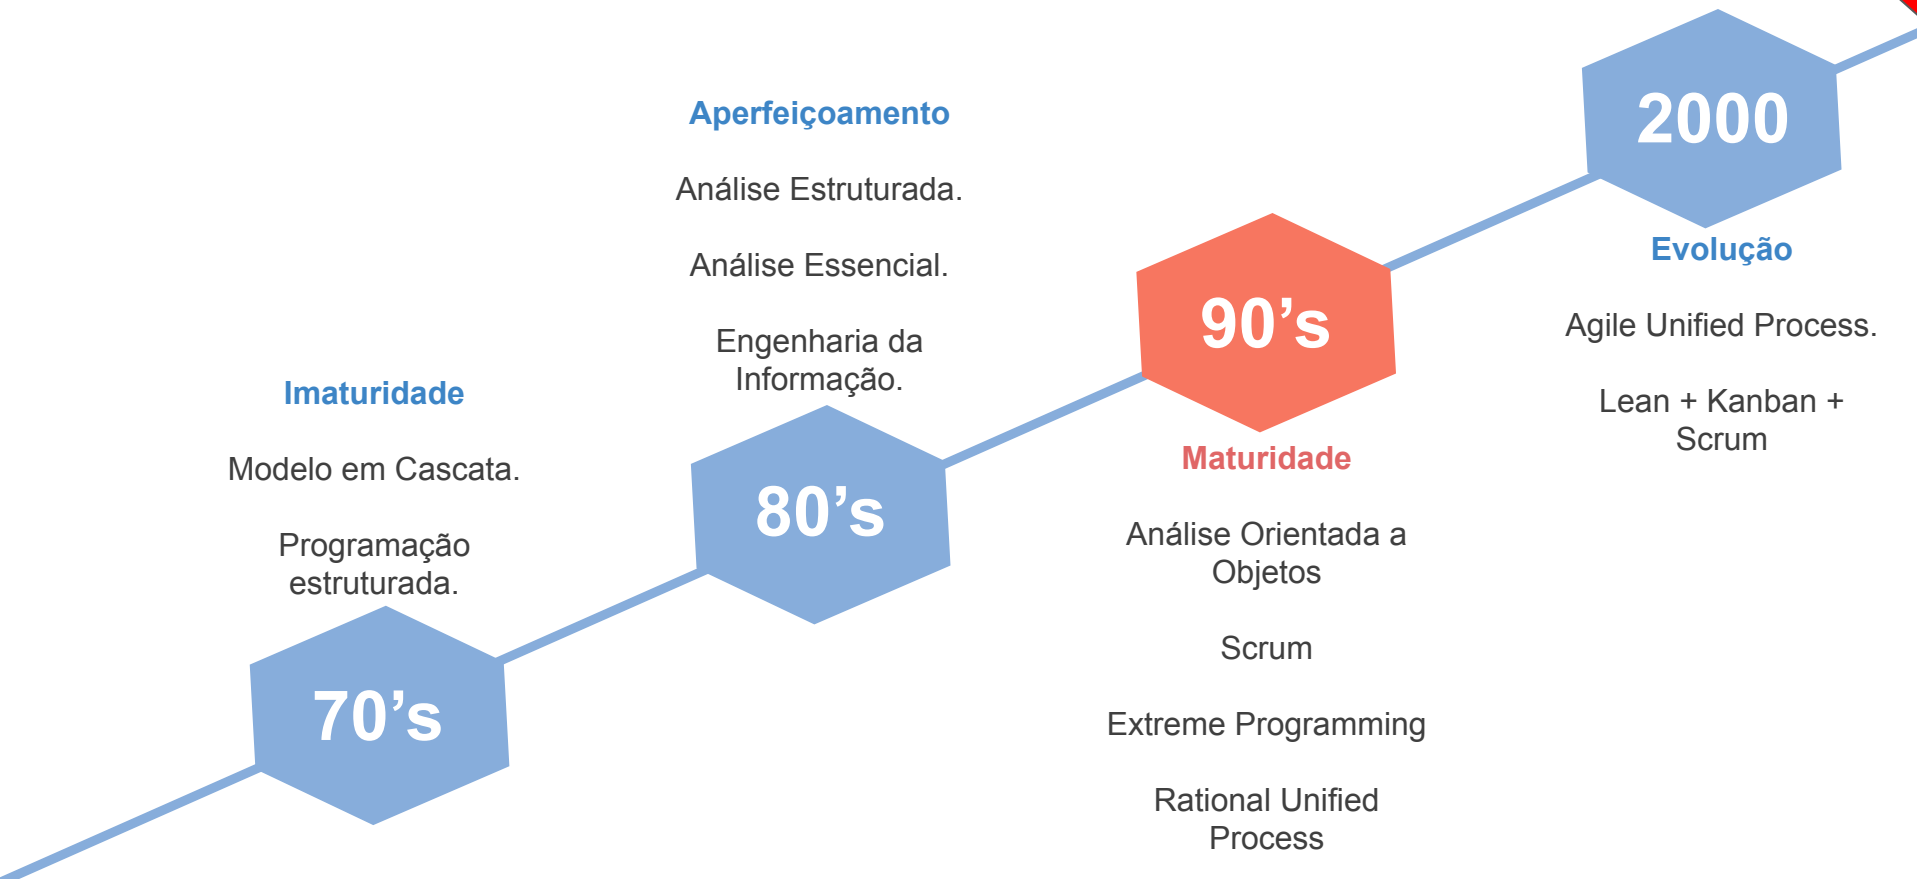 Imaturidade
Modelo em Cascata.
Programação
estruturada.
70’s
Aperfeiçoamento
Análise Estruturada.
Análise Essencial.
Engenharia da
Informação.
80’s
90’s
Maturidade
Análise Orientada a
Objetos
Scrum
Extreme Programming
Rational Unified
Process
2000
Evolução
Agile Unified Process.
Lean + Kanban +
Scrum